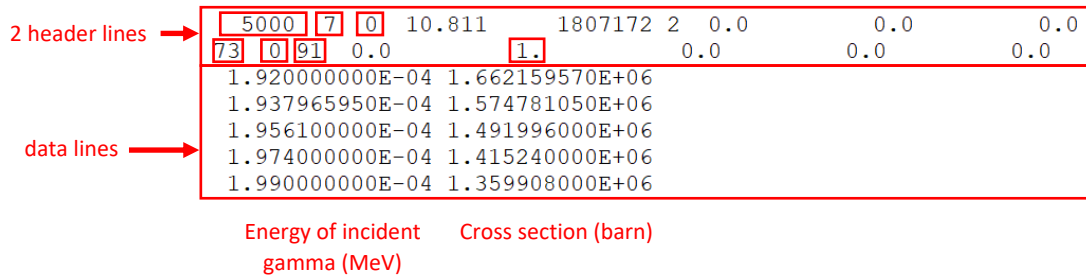 5000 7 0 10.811 1807172 2 0.0 0.0 0.0
2 header lines
73 0 91 0.0 1. 0.0 0.0 0.0
1.920000000E-04 1.662159570E+06
1.937965950E-04 1.574781050E+06
1.956100000E-04 1.491996000E+06
data lines
1.974000000E-04 1.415240000E+06
1.990000000E-04 1.359908000E+06
Energy of incident Cross section (barn)
gamma (MeV)